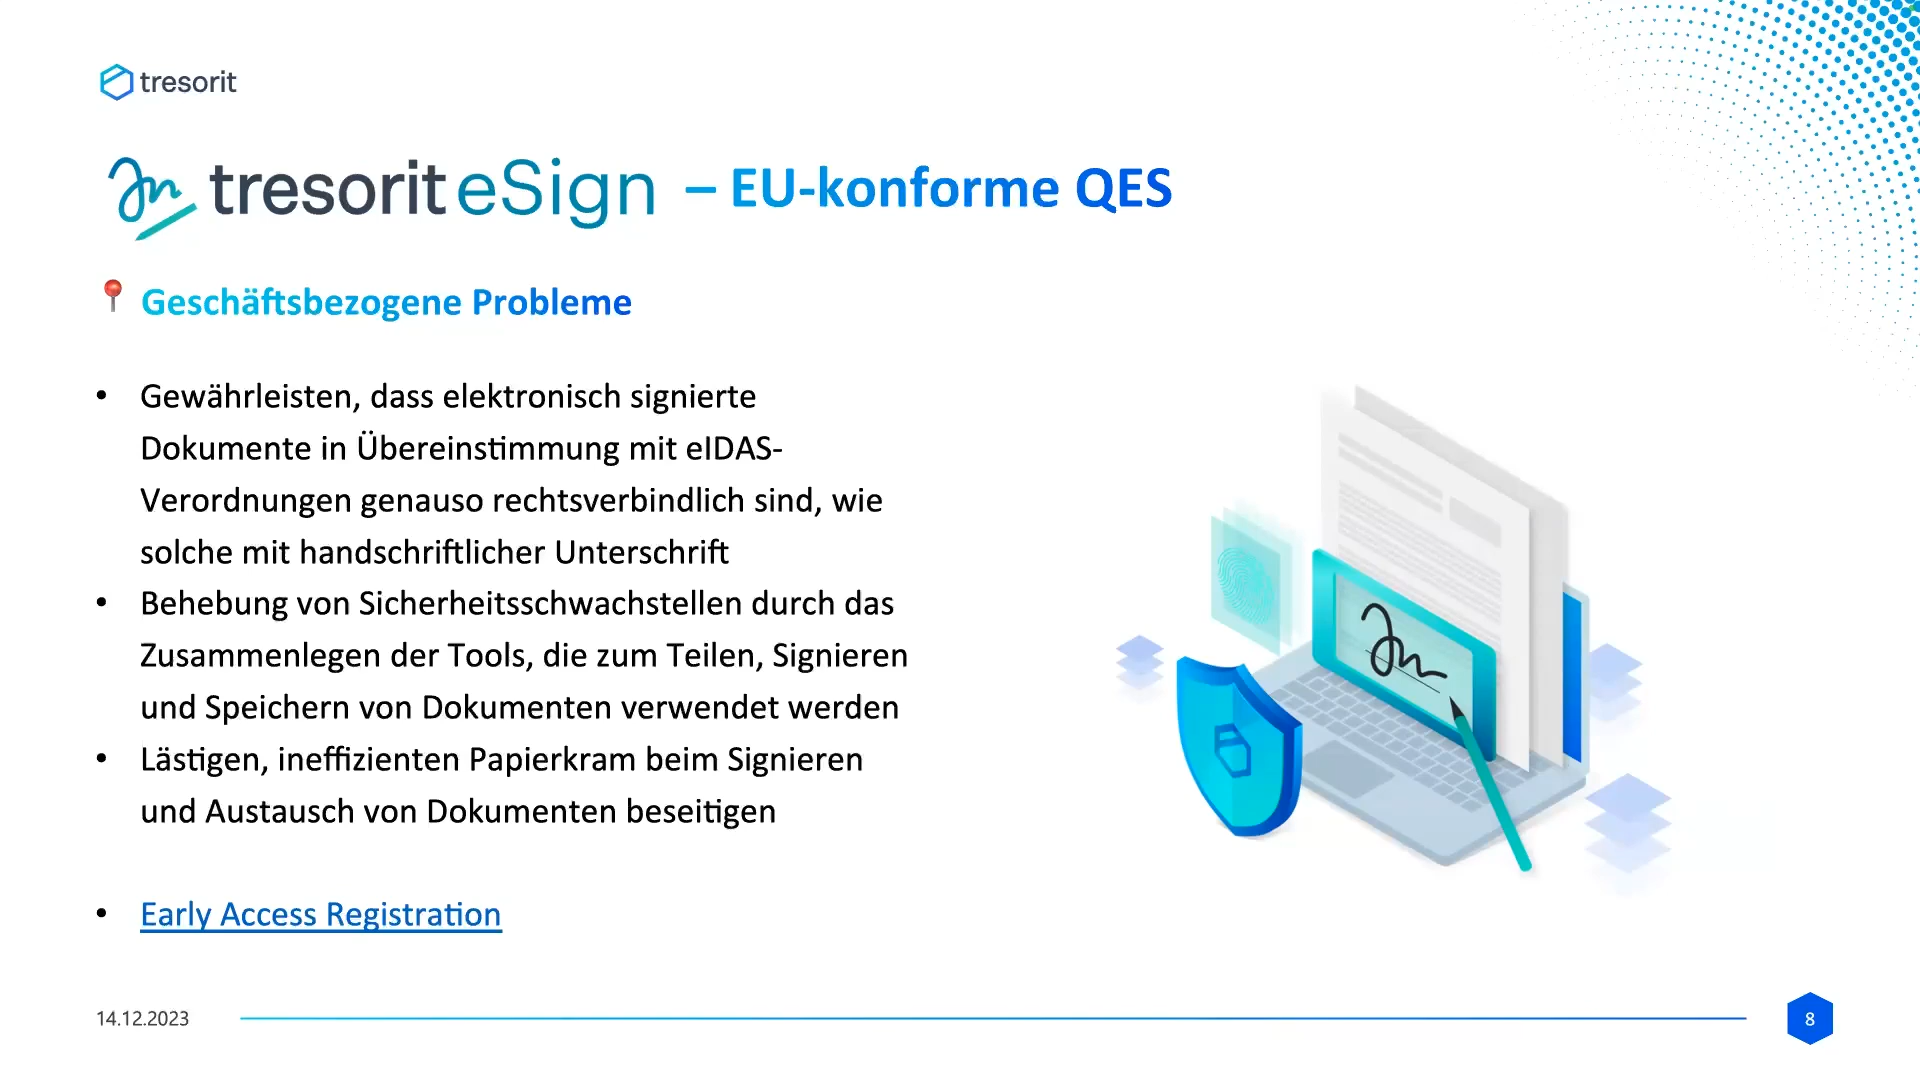 tresorit
tresorit eSign – EU-konforme QES
📍 Geschäftsbezogene Probleme
• Gewährleisten, dass elektronisch signierte
Dokumente in Übereinstimmung mit eIDAS-
Verordnungen genauso rechtsverbindlich sind, wie
solche mit handschriftlicher Unterschrift
• Behebung von Sicherheitsschwachstellen durch das
Zusammenlegen der Tools, die zum Teilen, Signieren
und Speichern von Dokumenten verwendet werden
• Lästigen, ineffizienten Papierkram beim Signieren
und Austausch von Dokumenten beseitigen
• Early Access Registration
14.12.2023
8